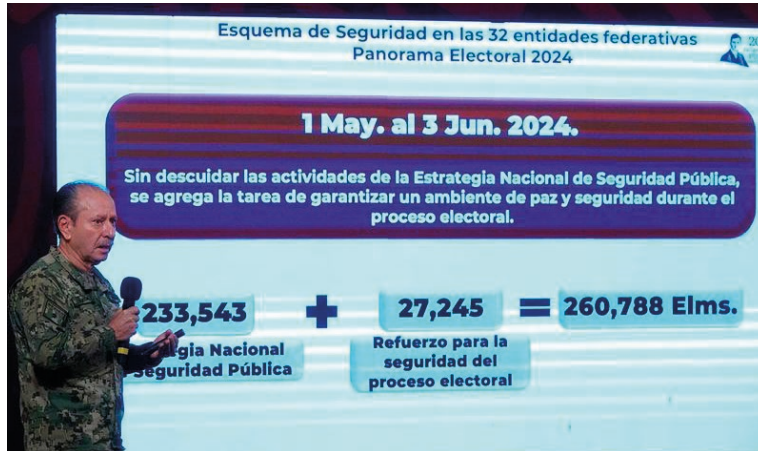 Esquema de Seguridad en las 32 entidades federativas
Panorama Electoral 2024
1 May. al 3 Jun. 2024.
Sin descuidar las actividades de la Estrategia Nacional de Seguridad Pública,
se agrega la tarea de garantizar un ambiente de paz y seguridad durante el
proceso electoral.
233,543 + 27,245 = 260,788 Elms.
egia Nacional
Seguridad Pública
Refuerzo para la
seguridad del
proceso electoral